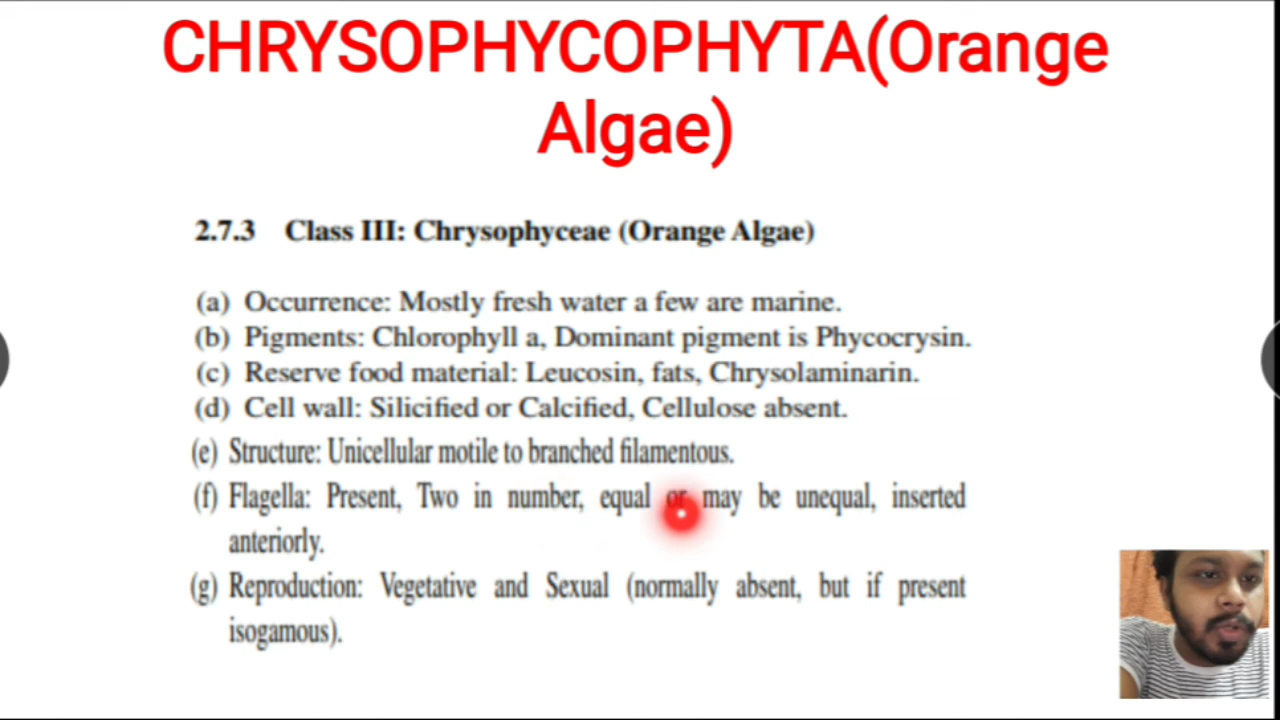 CHRYSOPHYCOPHYTA(Orange
Algae)
2.7.3 Class III: Chrysophyceae (Orange Algae)
(a) Occurrence: Mostly fresh water a few are marine.
(b) Pigments: Chlorophyll a, Dominant pigment is Phycocrysin.
(c) Reserve food material: Leucosin, fats, Chrysolaminarin.
(d) Cell wall: Silicified or Calcified, Cellulose absent.
(e) Structure: Unicellular motile to branched filamentous.
(f) Flagella: Present, Two in number, equal or may be unequal, inserted
anteriorly.
(g) Reproduction: Vegetative and Sexual (normally absent, but if present
isogamous).